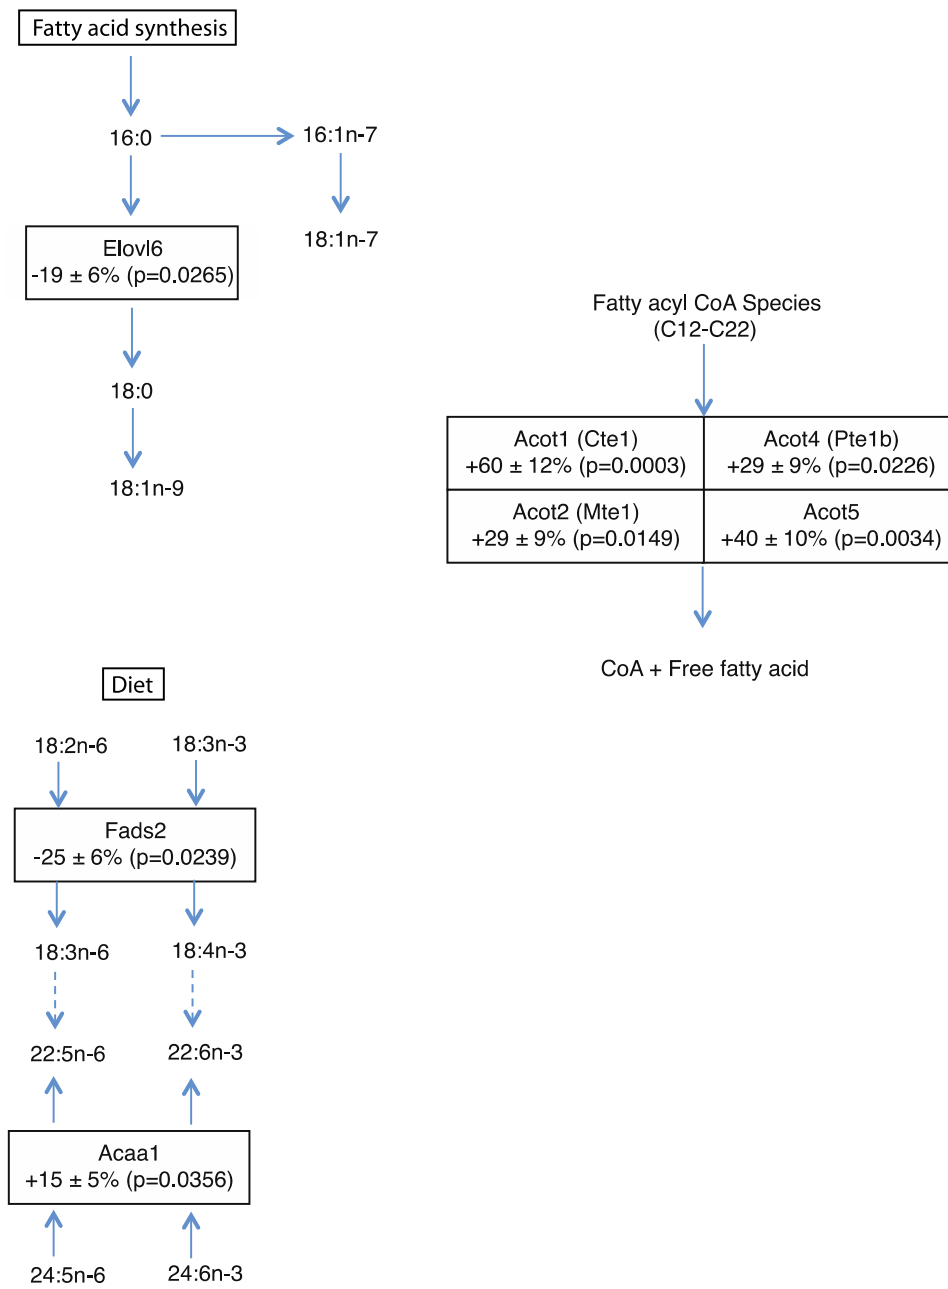 Fatty acid synthesis
16:0
16:1n-7
18:1n-7
Elovl6
-19 ± 6% (p=0.0265)
18:0
18:1n-9
Fatty acyl CoA Species
(C12-C22)
Acot1 (Cte1)
+60 ± 12% (p=0.0003)
Acot4 (Pte1b)
+29 ± 9% (p=0.0226)
Acot2 (Mte1)
+29 ± 9% (p=0.0149)
Acot5
+40 ± 10% (p=0.0034)
CoA + Free fatty acid
Diet
18:2n-6
18:3n-3
Fads2
-25 ± 6% (p=0.0239)
18:3n-6
18:4n-3
22:5n-6
22:6n-3
Acaa1
+15 ± 5% (p=0.0356)
24:5n-6
24:6n-3